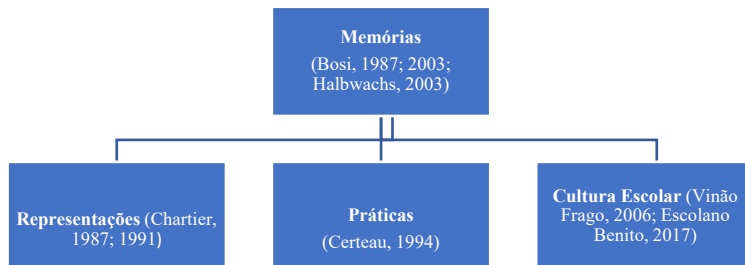 Memórias
(Bosi, 1987; 2003;
Halbwachs, 2003)
Representações (Chartier,
1987; 1991)
Práticas
(Certeau, 1994)
Cultura Escolar (Vinão
Frago, 2006; Escolano
Benito, 2017)